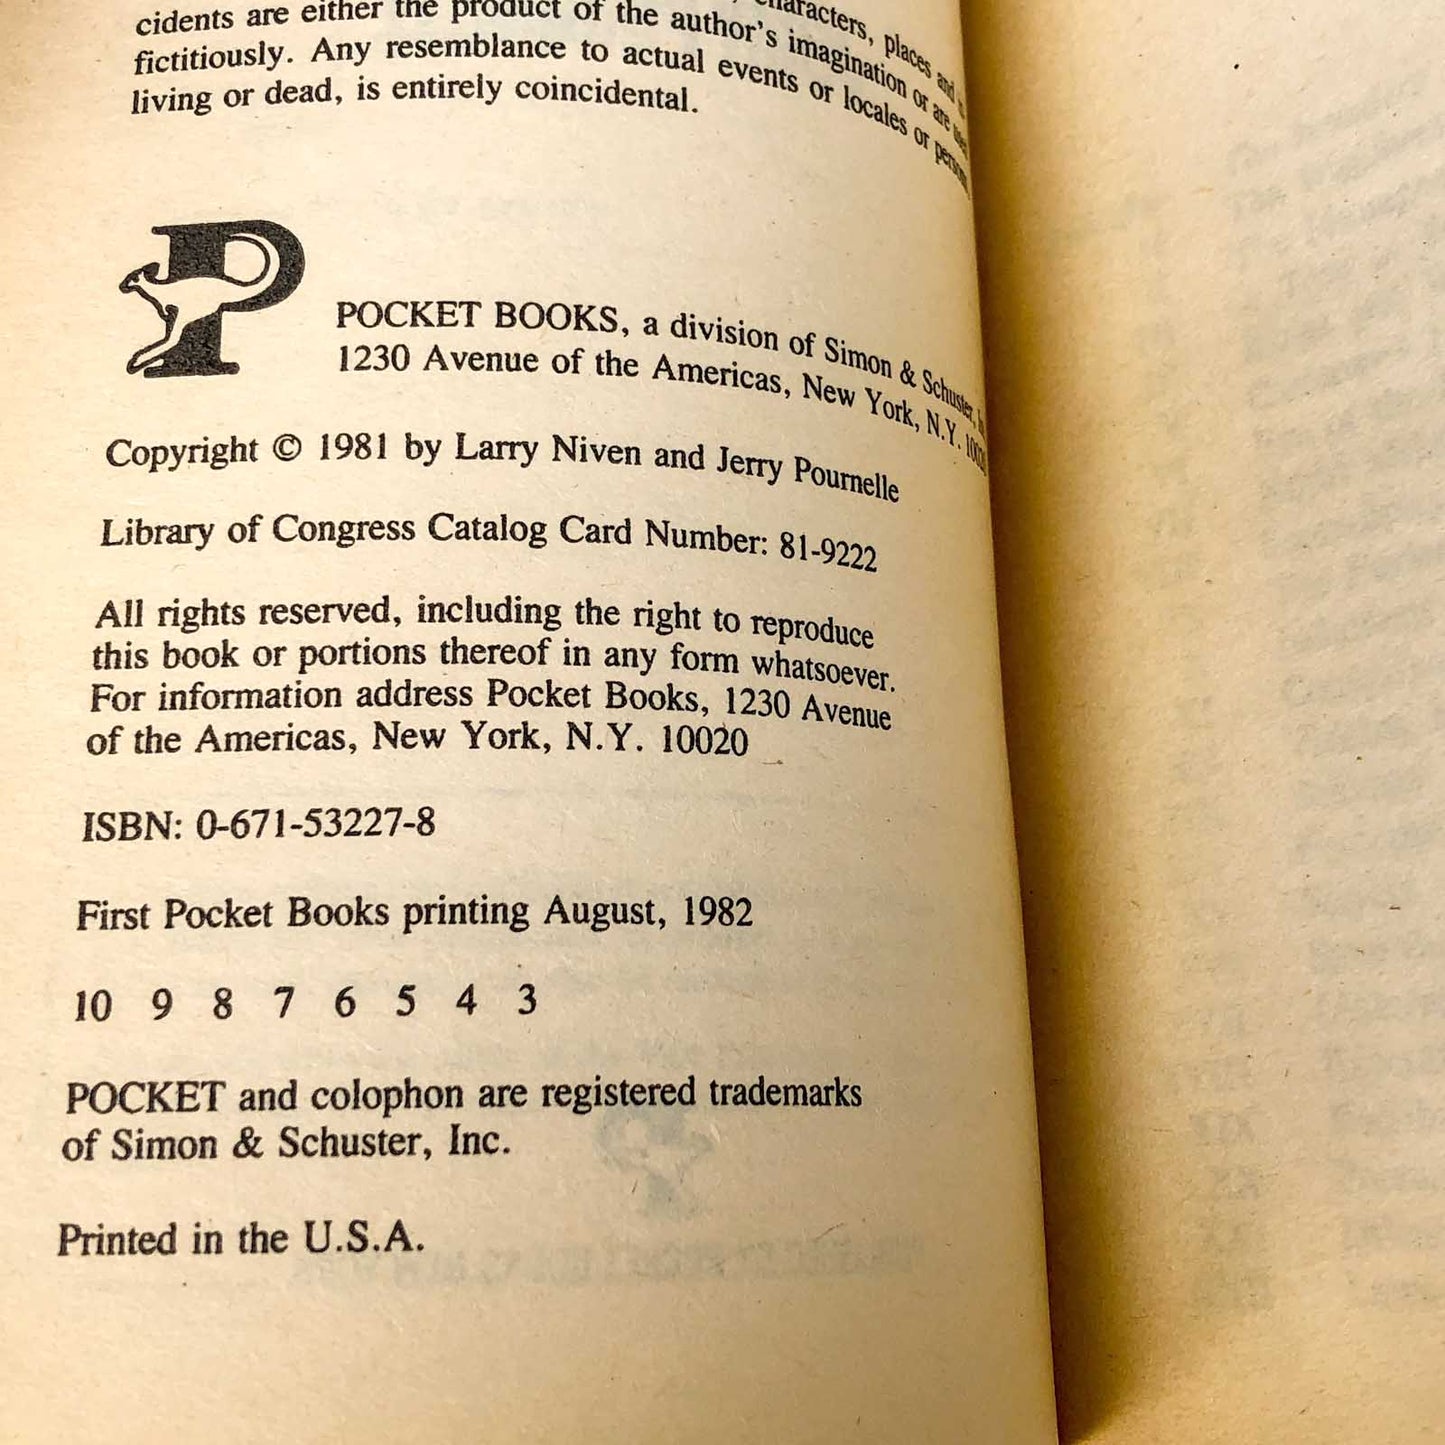 characters, places and
cidents are either the product of the author's imagination or are used
fictitiously. Any resemblance to actual events or locales or persons,
living or dead, is entirely coincidental.
P
POCKET BOOKS, a division of Simon & Schuster,
1230 Avenue of the Americas, New York, N.Y. 10020
Copyright © 1981 by Larry Niven and Jerry Pournelle
Library of Congress Catalog Card Number: 81-9222
All rights reserved, including the right to reproduce
this book or portions thereof in any form whatsoever.
For information address Pocket Books, 1230 Avenue
of the Americas, New York, N.Y. 10020
ISBN: 0-671-53227-8
First Pocket Books printing August, 1982
10 9 8 7 6 5 4 3
POCKET and colophon are registered trademarks
of Simon & Schuster, Inc.
Printed in the U.S.A.